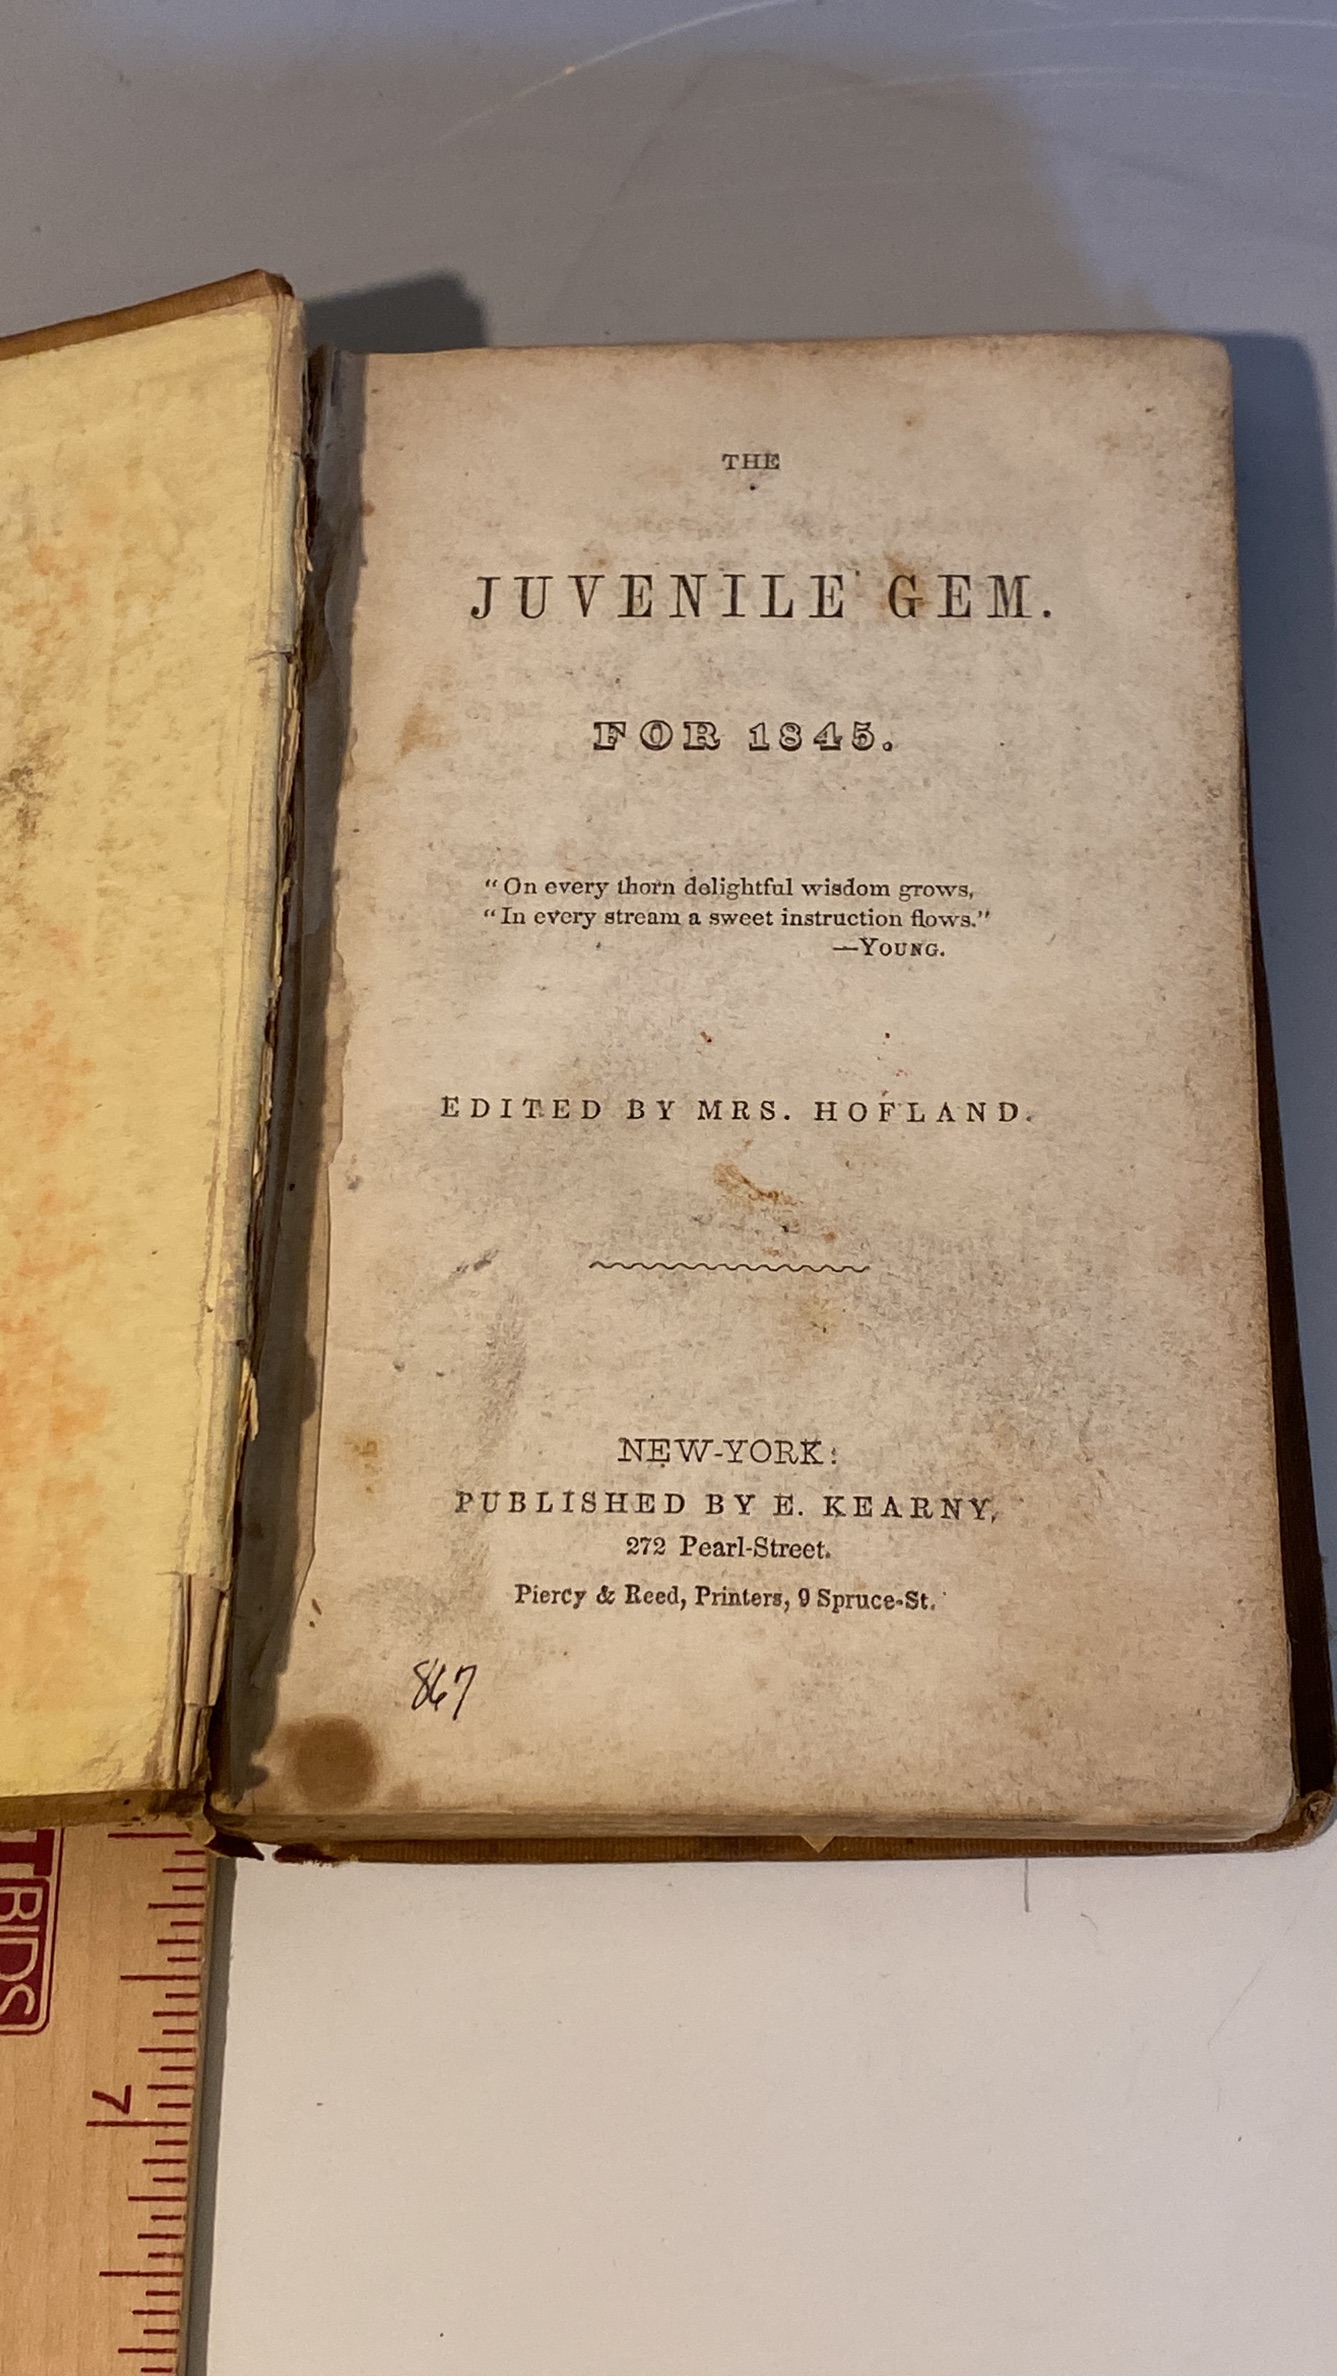 THE
JUVENILE GEM.
FOR 1845.
“On every thorn delightful wisdom grows,
“In every stream a sweet instruction flows.”
—YOUNG.
EDITED BY MRS. HOFLAND.
NEW-YORK:
PUBLISHED BY E. KEARNY,
272 Pearl-Street.
Piercy & Reed, Printers, 9 Spruce-St.
867
TBIDS
7